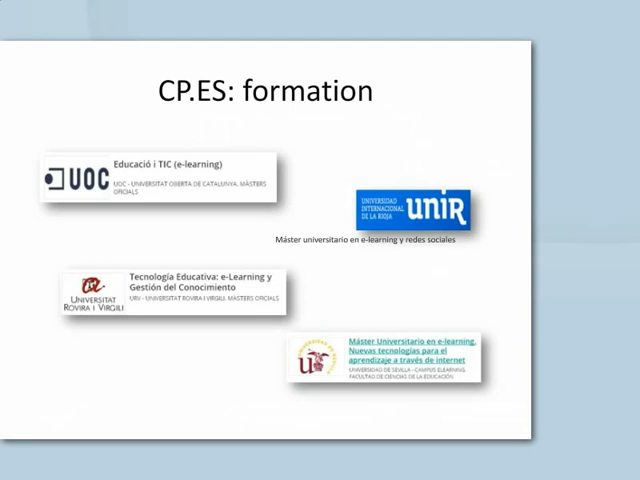 CP.ES: formation
UOC
Educació i TIC (e-learning)
UOC - UNIVERSITAT OBERTA DE CATALUNYA. MÀSTERS
OFICIALS
UNIVERSIDAD
INTERNACIONAL
DE LA RIOJA
unir
Máster universitario en e-learning y redes sociales
UNIVERSITAT
ROVIRA I VIRGILI
Tecnología Educativa: e-Learning y
Gestión del Conocimiento
URV - UNIVERSITAT ROVIRA I VIRGILI. MÀSTERS OFICIALS
Máster Universitario en e-learning.
Nuevas tecnologías para el
aprendizaje a través de internet
UNIVERSIDAD DE SEVILLA - CAMPUS ELEARNING.
FACULTAD DE CIENCIAS DE LA EDUCACIÓN